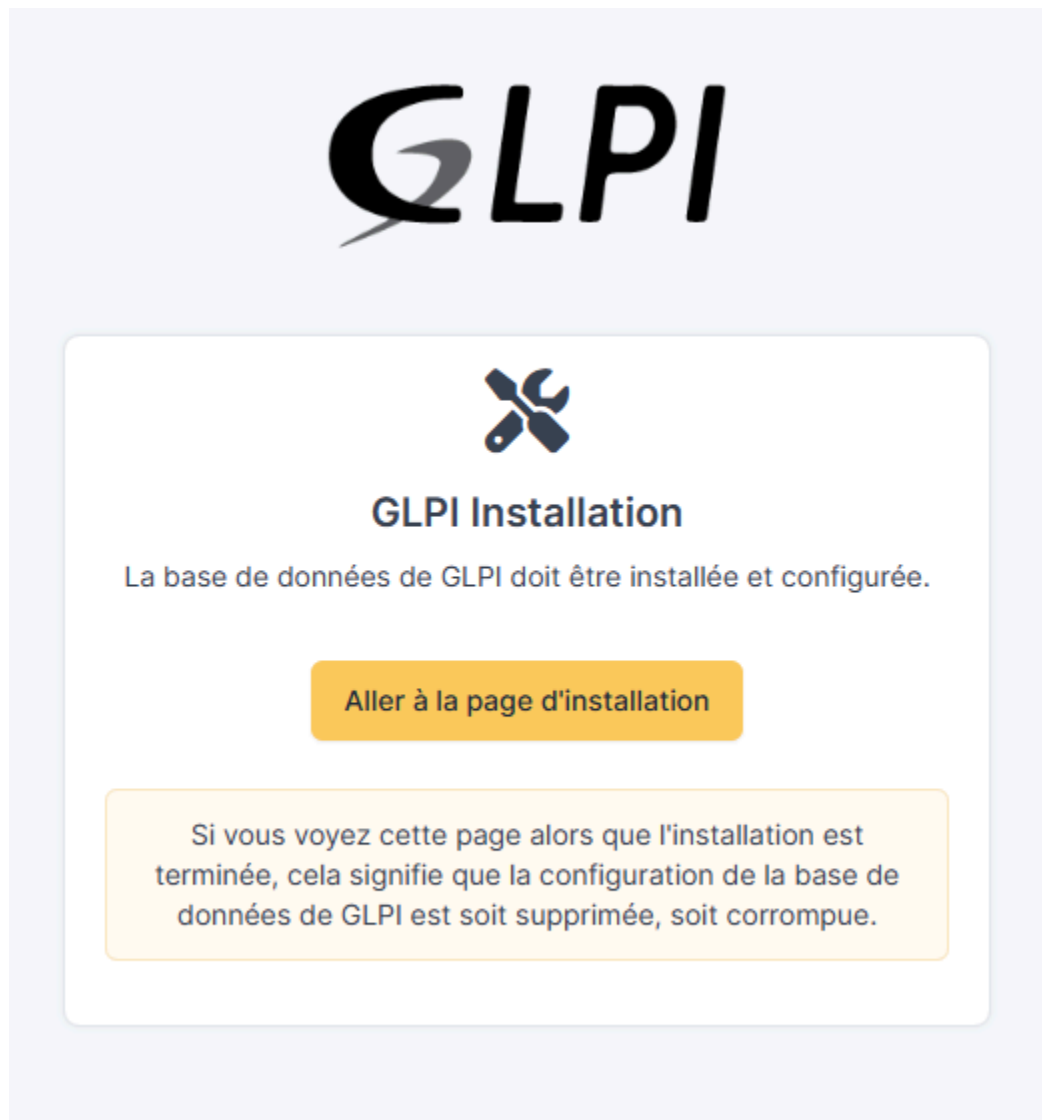 GLPI
GLPI Installation
La base de données de GLPI doit être installée et configurée.
Aller à la page d'installation
Si vous voyez cette page alors que l'installation est
terminée, cela signifie que la configuration de la base de
données de GLPI est soit supprimée, soit corrompue.